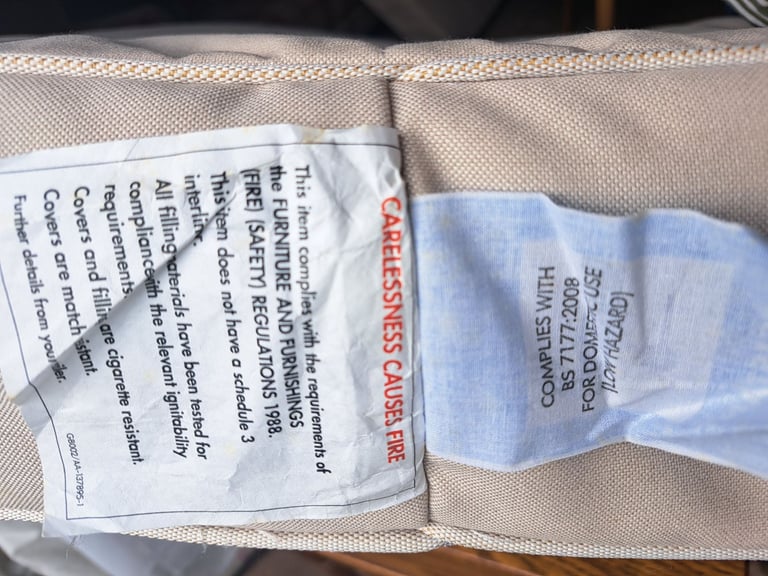 CARELESSNESS CAUSES FIRE
This item complies with the requirements of
the FURNITURE AND FURNISHINGS
(FIRE) (SAFETY) REGULATIONS 1988.
This item does not have a schedule 3
interliner.
All filling materials have been tested for
compliance with the relevant ignitability
requirements
Covers and filling are cigarette resistant.
Covers are match resistant.
Further details from your retailer.
COMPLIES WITH
BS 7177:2008
FOR DOMESTIC USE
(LOW HAZARD)